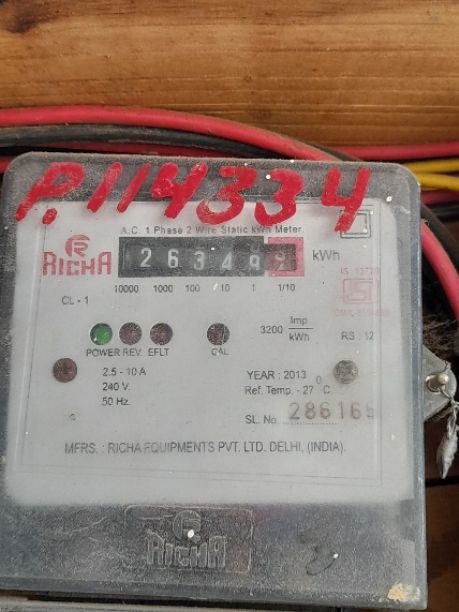 P.114334
A.C. 1 Phase 2 Wire Static kWh Meter
R
RICHA
26348
kWh
10000 1000 100 /10 1 1/10
CL - 1
3200 Imp/kWh
RS : 12
POWER REV. EFLT CAL
2.5 - 10 A
240 V.
50 Hz.
YEAR : 2013
Ref. Temp. - 27 °C
SL. No. 286165
MFRS. : RICHA EQUIPMENTS PVT. LTD. DELHI, (INDIA).
RICHA